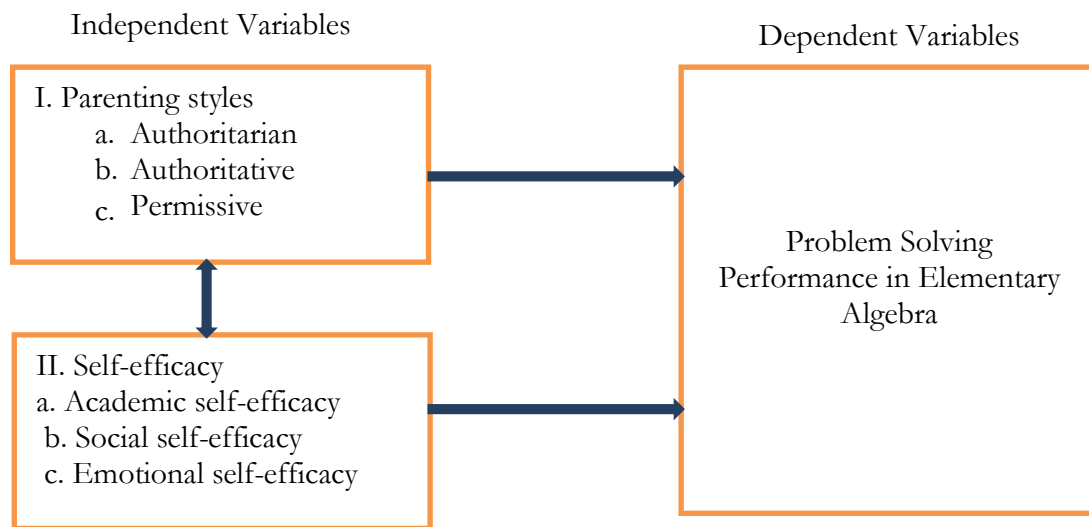 Independent Variables
I. Parenting styles
a. Authoritarian
b. Authoritative
c. Permissive
II. Self-efficacy
a. Academic self-efficacy
b. Social self-efficacy
c. Emotional self-efficacy
Dependent Variables
Problem Solving
Performance in Elementary
Algebra